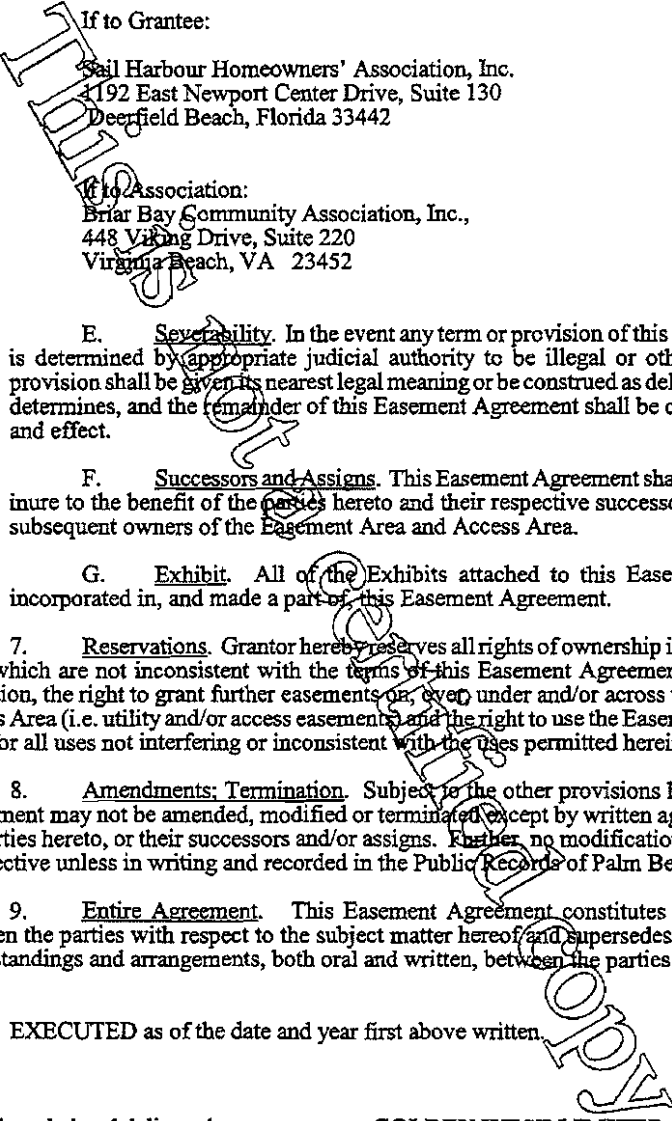 If to Grantee:
Sail Harbour Homeowners' Association, Inc.
1192 East Newport Center Drive, Suite 130
Deerfield Beach, Florida 33442
If to Association:
Briar Bay Community Association, Inc.,
448 Viking Drive, Suite 220
Virginia Beach, VA 23452
E. Severability. In the event any term or provision of this
is determined by appropriate judicial authority to be illegal or oth
provision shall be given its nearest legal meaning or be construed as del
determines, and the remainder of this Easement Agreement shall be c
and effect.
F. Successors and Assigns. This Easement Agreement sha
inure to the benefit of the parties hereto and their respective successo
subsequent owners of the Easement Area and Access Area.
G. Exhibit. All of the Exhibits attached to this Ease
incorporated in, and made a part of, this Easement Agreement.
7. Reservations. Grantor hereby reserves all rights of ownership i
which are not inconsistent with the terms of this Easement Agreemen
tion, the right to grant further easements on, over, under and/or across
s Area (i.e. utility and/or access easements) and the right to use the Easem
or all uses not interfering or inconsistent with the uses permitted herein
8. Amendments; Termination. Subject to the other provisions h
ment may not be amended, modified or terminated except by written ag
rties hereto, or their successors and/or assigns. Further, no modification
ective unless in writing and recorded in the Public Records of Palm Be
9. Entire Agreement. This Easement Agreement constitutes
en the parties with respect to the subject matter hereof and supersedes
standings and arrangements, both oral and written, between the parties
EXECUTED as of the date and year first above written.
This is not a certified copy